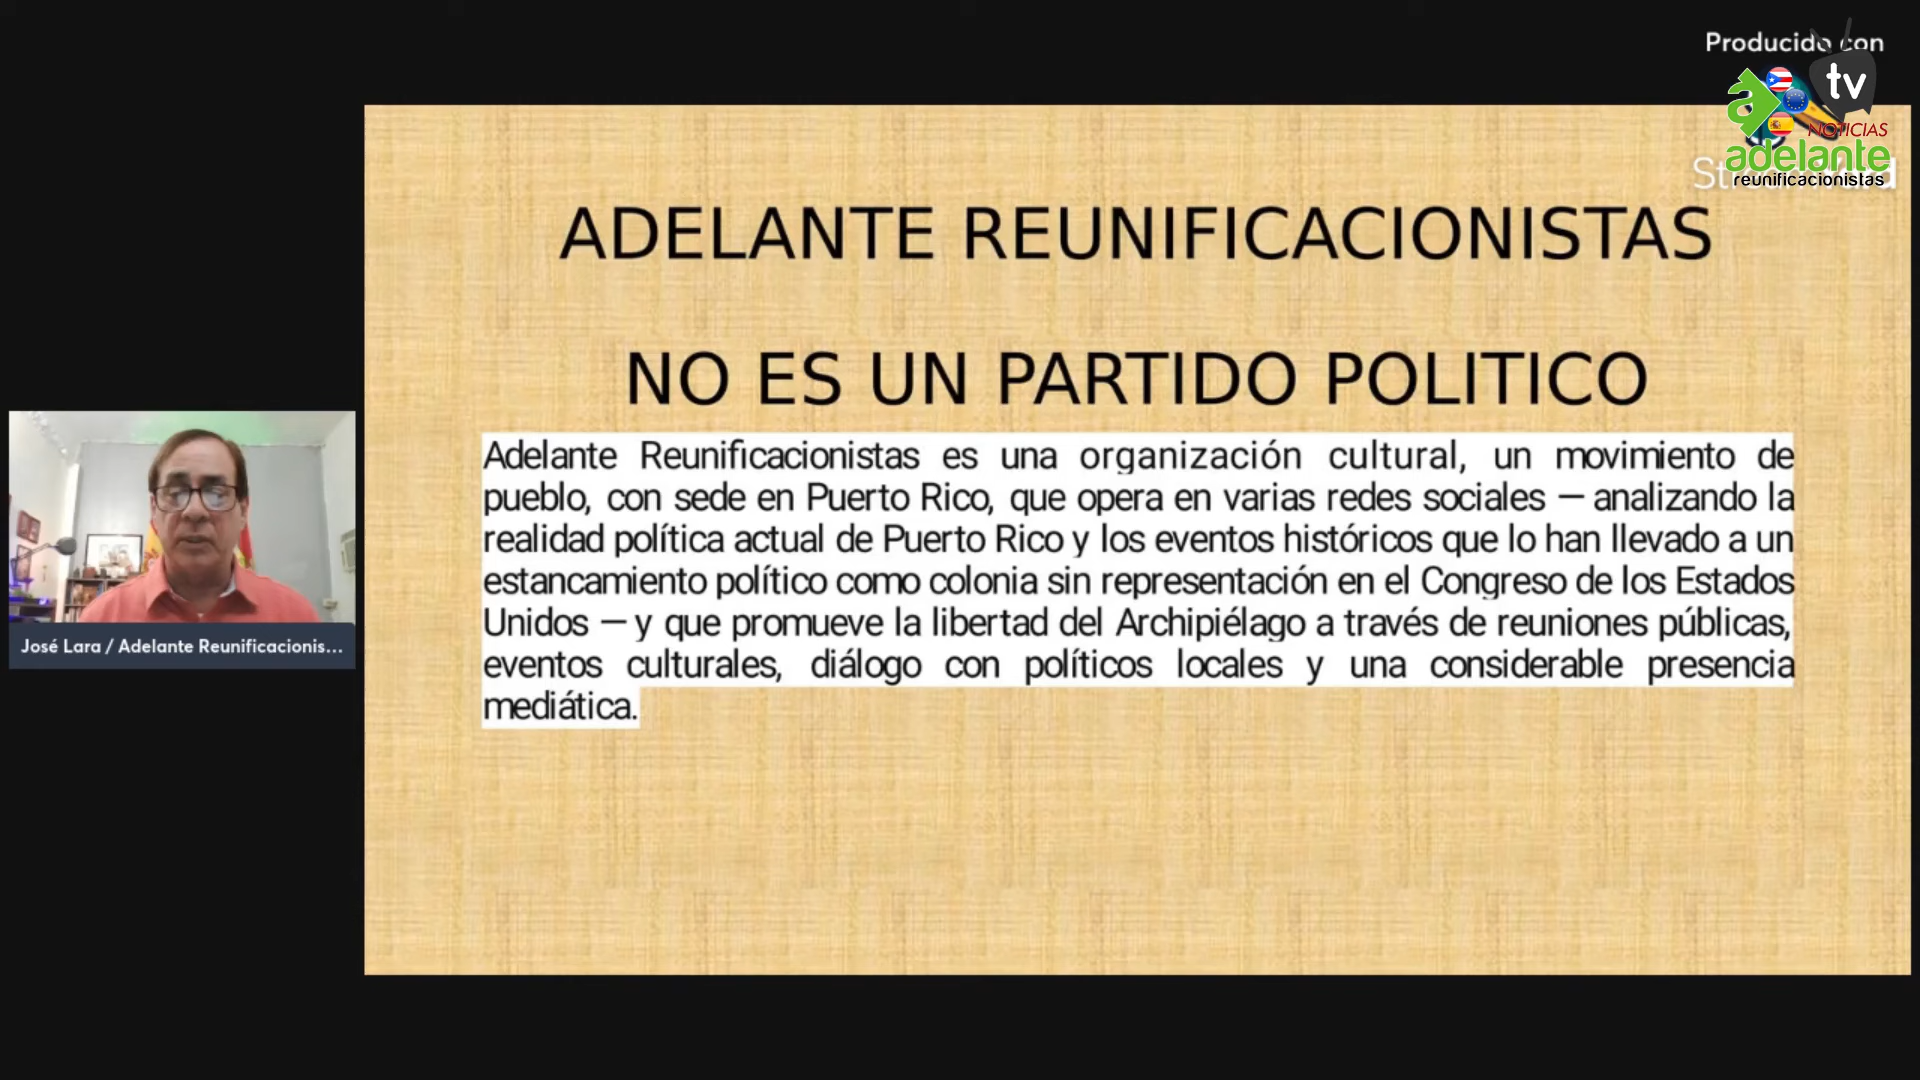 Producido con
tv
a
NOTICIAS
adelante
reunificacionistas
ADELANTE REUNIFICACIONISTAS
NO ES UN PARTIDO POLITICO
Adelante Reunificacionistas es una organización cultural, un movimiento de
pueblo, con sede en Puerto Rico, que opera en varias redes sociales — analizando la
realidad política actual de Puerto Rico y los eventos históricos que lo han llevado a un
estancamiento político como colonia sin representación en el Congreso de los Estados
Unidos — y que promueve la libertad del Archipiélago a través de reuniones públicas,
eventos culturales, diálogo con políticos locales y una considerable presencia
mediática.
José Lara / Adelante Reunificacionis...